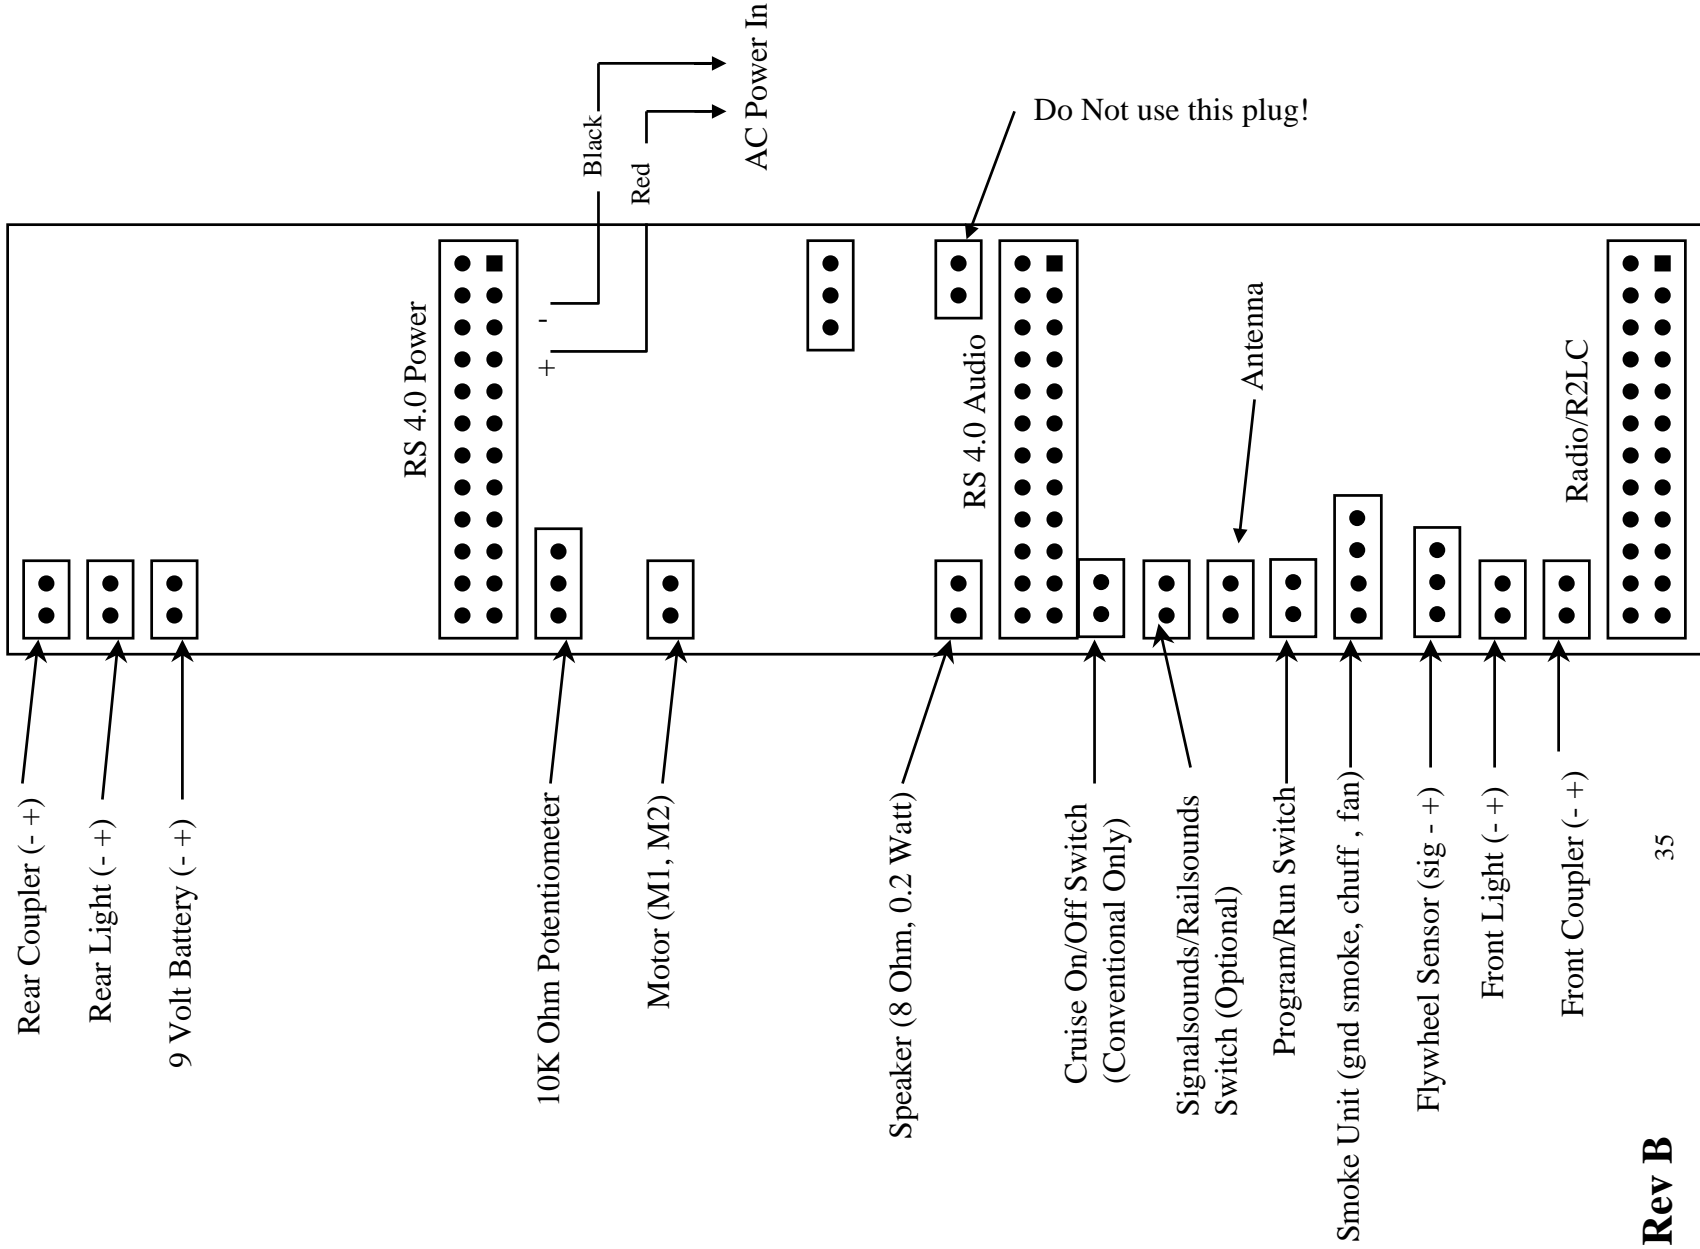 Rear Coupler (- +)
Rear Light (- +)
9 Volt Battery (- +)
10K Ohm Potentiometer
Motor (M1, M2)
Speaker (8 Ohm, 0.2 Watt)
Cruise On/Off Switch
(Conventional Only)
Signalsounds/Railsounds
Switch (Optional)
Program/Run Switch
Smoke Unit (gnd smoke, chuff , fan)
Flywheel Sensor (sig - +)
Front Light (- +)
Front Coupler (- +)
RS 4.0 Power
+ -
Red
Black
AC Power In
Do Not use this plug!
RS 4.0 Audio
Antenna
Radio/R2LC
Rev B
35